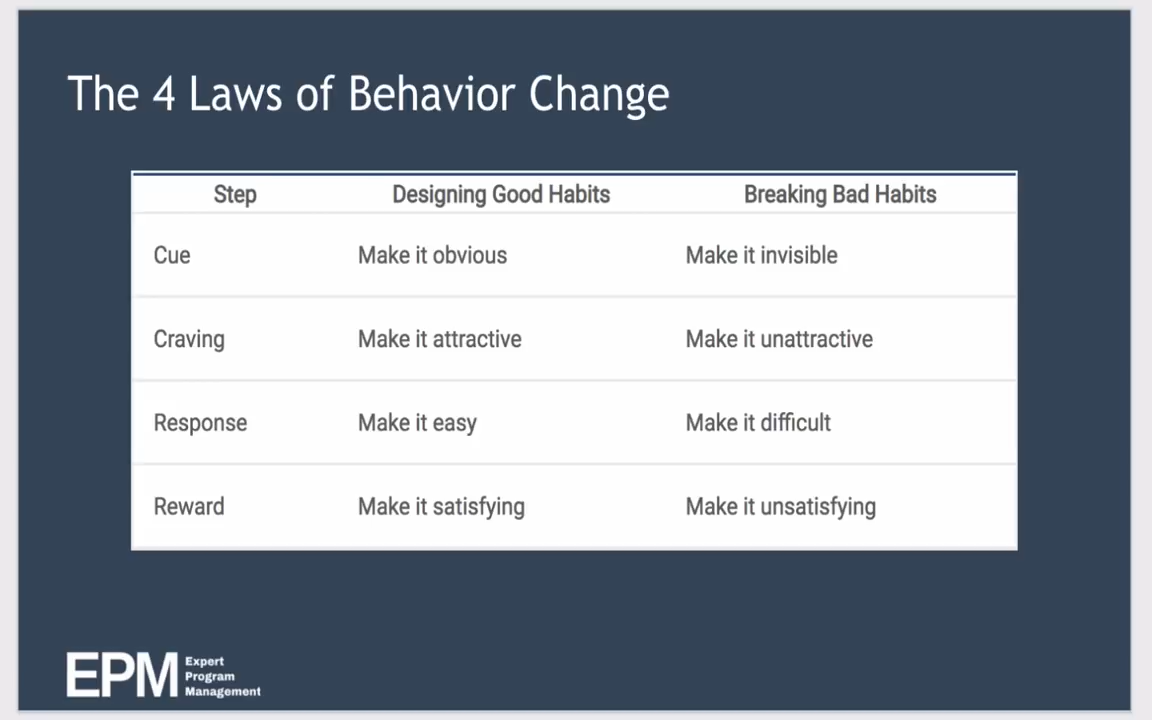 The 4 Laws of Behavior Change
Step Designing Good Habits Breaking Bad Habits
Cue Make it obvious Make it invisible
Craving Make it attractive Make it unattractive
Response Make it easy Make it difficult
Reward Make it satisfying Make it unsatisfying
EPM Expert
Program
Management